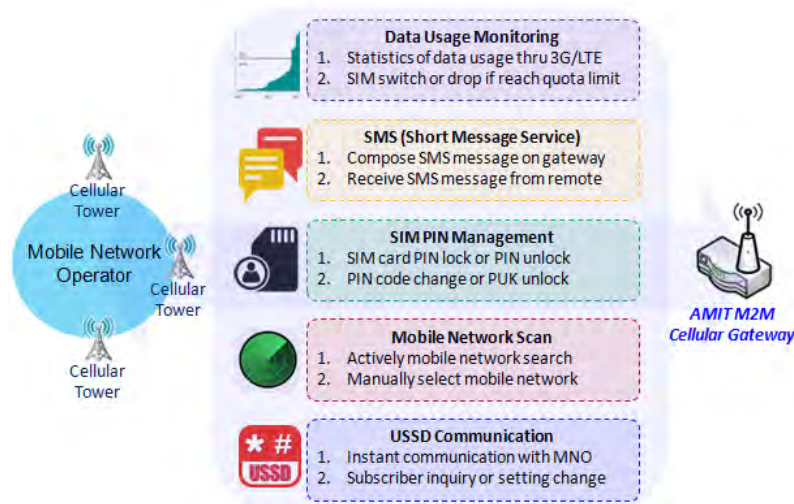 Data Usage Monitoring
1. Statistics of data usage thru 3G/LTE
2. SIM switch or drop if reach quota limit
SMS (Short Message Service)
1. Compose SMS message on gateway
2. Receive SMS message from remote
SIM PIN Management
1. SIM card PIN lock or PIN unlock
2. PIN code change or PUK unlock
Mobile Network Scan
1. Actively mobile network search
2. Manually select mobile network
USSD Communication
1. Instant communication with MNO
2. Subscriber inquiry or setting change
* #
USSD
Cellular
Tower
Mobile Network
Operator
Cellular
Tower
Cellular
Tower
AMIT M2M
Cellular Gateway